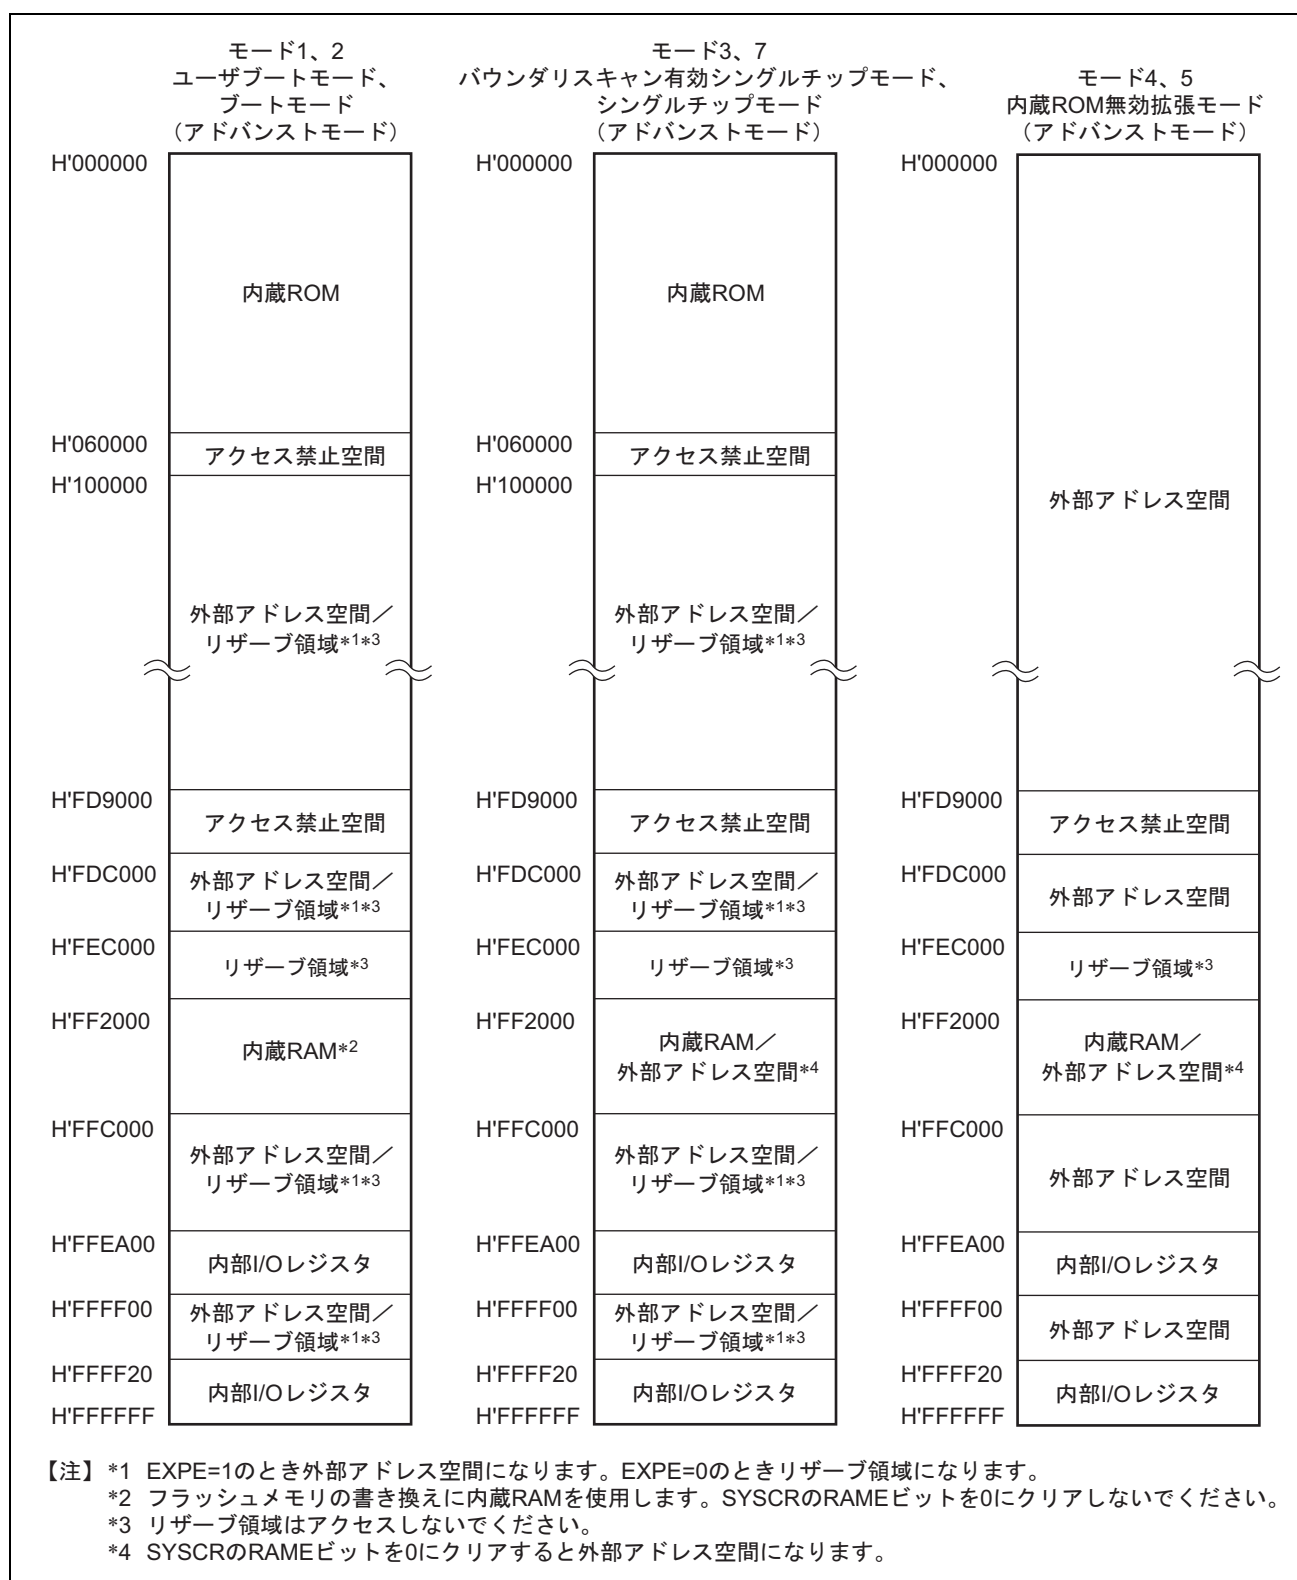 モード1、2
ユーザブートモード、
ブートモード
（アドバンストモード）
H'000000
内蔵ROM
H'060000
アクセス禁止空間
H'100000
外部アドレス空間／
リザーブ領域*1*3
H'FD9000
アクセス禁止空間
H'FDC000
外部アドレス空間／
リザーブ領域*1*3
H'FEC000
リザーブ領域*3
H'FF2000
内蔵RAM*2
H'FFC000
外部アドレス空間／
リザーブ領域*1*3
H'FFEA00
内部I/Oレジスタ
H'FFFF00
外部アドレス空間／
リザーブ領域*1*3
H'FFFF20
内部I/Oレジスタ
H'FFFFFF
モード3、7
バウンダリスキャン有効シングルチップモード、
シングルチップモード
（アドバンストモード）
H'000000
内蔵ROM
H'060000
アクセス禁止空間
H'100000
外部アドレス空間／
リザーブ領域*1*3
H'FD9000
アクセス禁止空間
H'FDC000
外部アドレス空間／
リザーブ領域*1*3
H'FEC000
リザーブ領域*3
H'FF2000
内蔵RAM／
外部アドレス空間*4
H'FFC000
外部アドレス空間／
リザーブ領域*1*3
H'FFEA00
内部I/Oレジスタ
H'FFFF00
外部アドレス空間／
リザーブ領域*1*3
H'FFFF20
内部I/Oレジスタ
H'FFFFFF
モード4、5
内蔵ROM無効拡張モード
（アドバンストモード）
H'000000
外部アドレス空間
H'FD9000
アクセス禁止空間
H'FDC000
外部アドレス空間
H'FEC000
リザーブ領域*3
H'FF2000
内蔵RAM／
外部アドレス空間*4
H'FFC000
外部アドレス空間
H'FFEA00
内部I/Oレジスタ
H'FFFF00
外部アドレス空間
H'FFFF20
内部I/Oレジスタ
H'FFFFFF
【注】*1 EXPE=1のとき外部アドレス空間になります。EXPE=0のときリザーブ領域になります。
*2 フラッシュメモリの書き換えに内蔵RAMを使用します。SYSCRのRAMEビットを0にクリアしないでください。
*3 リザーブ領域はアクセスしないでください。
*4 SYSCRのRAMEビットを0にクリアすると外部アドレス空間になります。